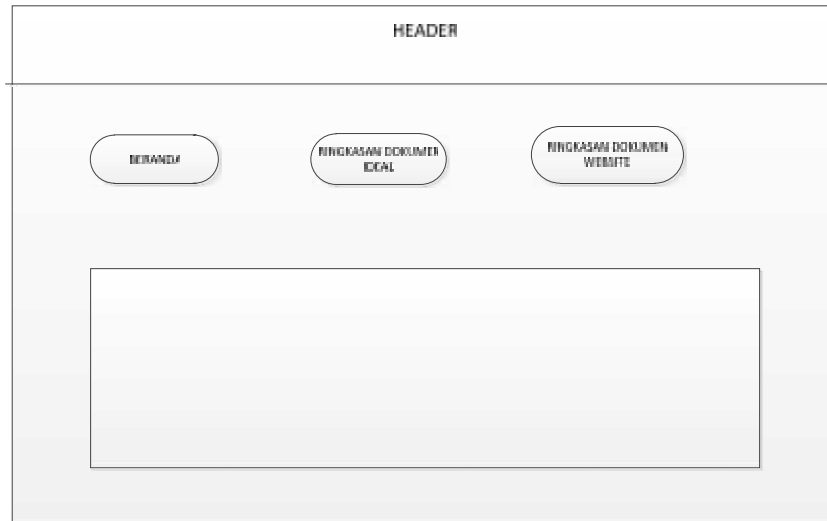 HEADER
BERANDA
RINGKASAN DOKUMEN
IDEAL
RINGKASAN DOKUMEN
WEBSITE